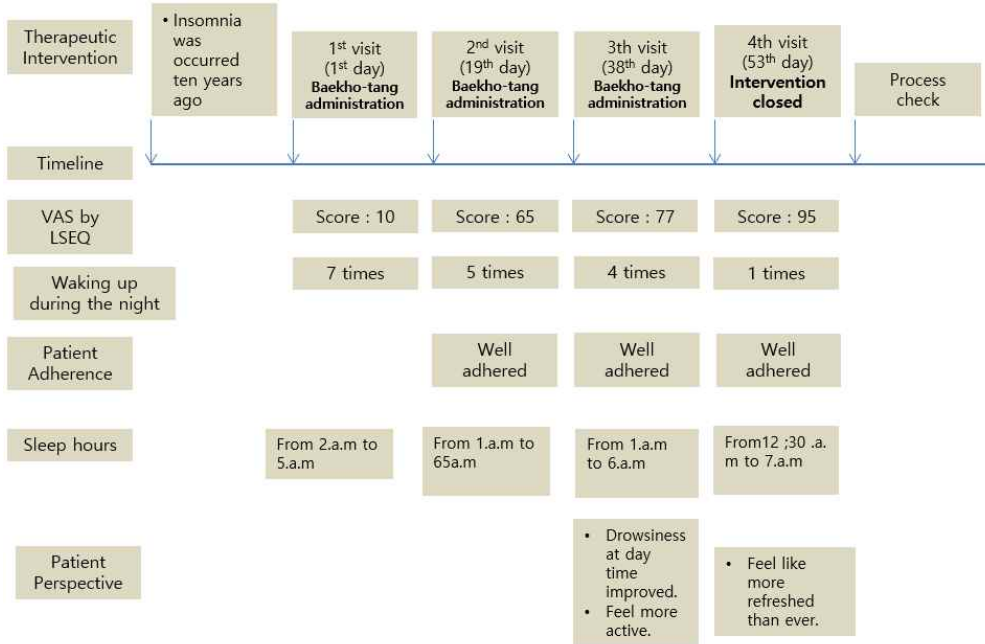 Therapeutic
Intervention
• Insomnia
was
occurred
ten years
ago
1st visit
(1st day)
Baekho-tang
administration
2nd visit
(19th day)
Baekho-tang
administration
3th visit
(38th day)
Baekho-tang
administration
4th visit
(53th day)
Intervention
closed
Process
check
Timeline
VAS by
LSEQ
Score : 10
Score : 65
Score : 77
Score : 95
Waking up
during the night
7 times
5 times
4 times
1 times
Patient
Adherence
Well
adhered
Well
adhered
Well
adhered
Sleep hours
From 2.a.m to
5.a.m
From 1.a.m to
65a.m
From 1.a.m
to 6.a.m
From12 ;30 .a.
m to 7.a.m
Patient
Perspective
• Drowsiness
at day
time
improved.
• Feel more
active.
• Feel like
more
refreshed
than ever.